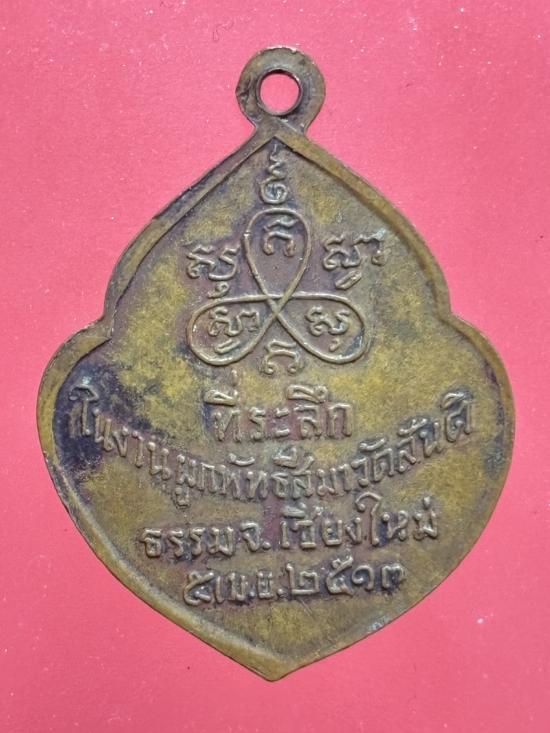 ที่ระลึก
ในงานผูกพัทธสีมาวัดสันติ
ธรรมจ.เชียงใหม่
๕เม.ย.๒๕๑๓